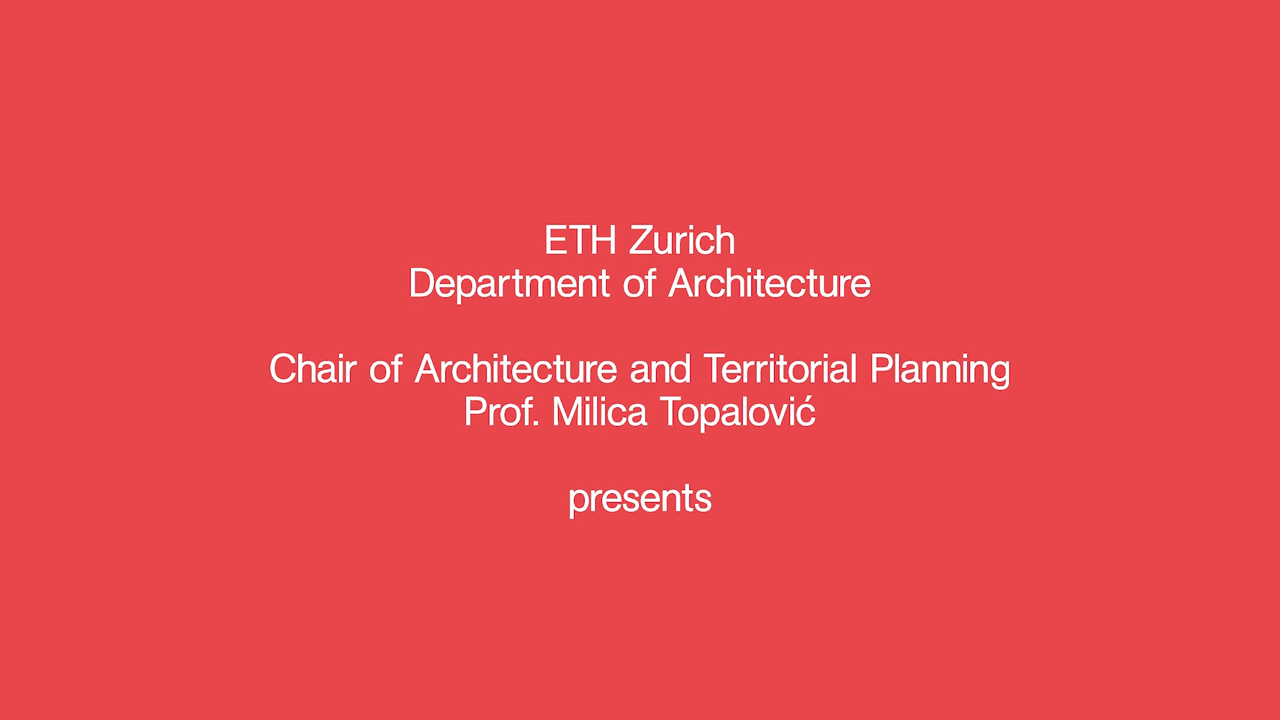 ETH Zurich
Department of Architecture
Chair of Architecture and Territorial Planning
Prof. Milica Topalović
presents